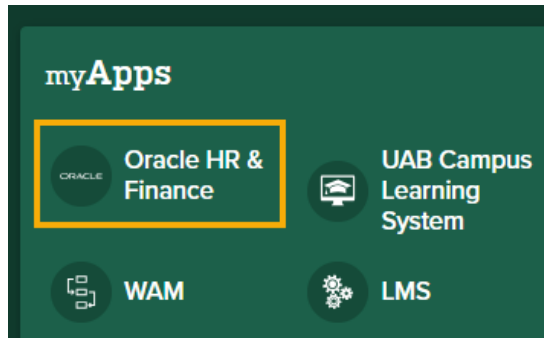 myApps
ORACLE
Oracle HR &
Finance
UAB Campus
Learning
System
WAM
LMS